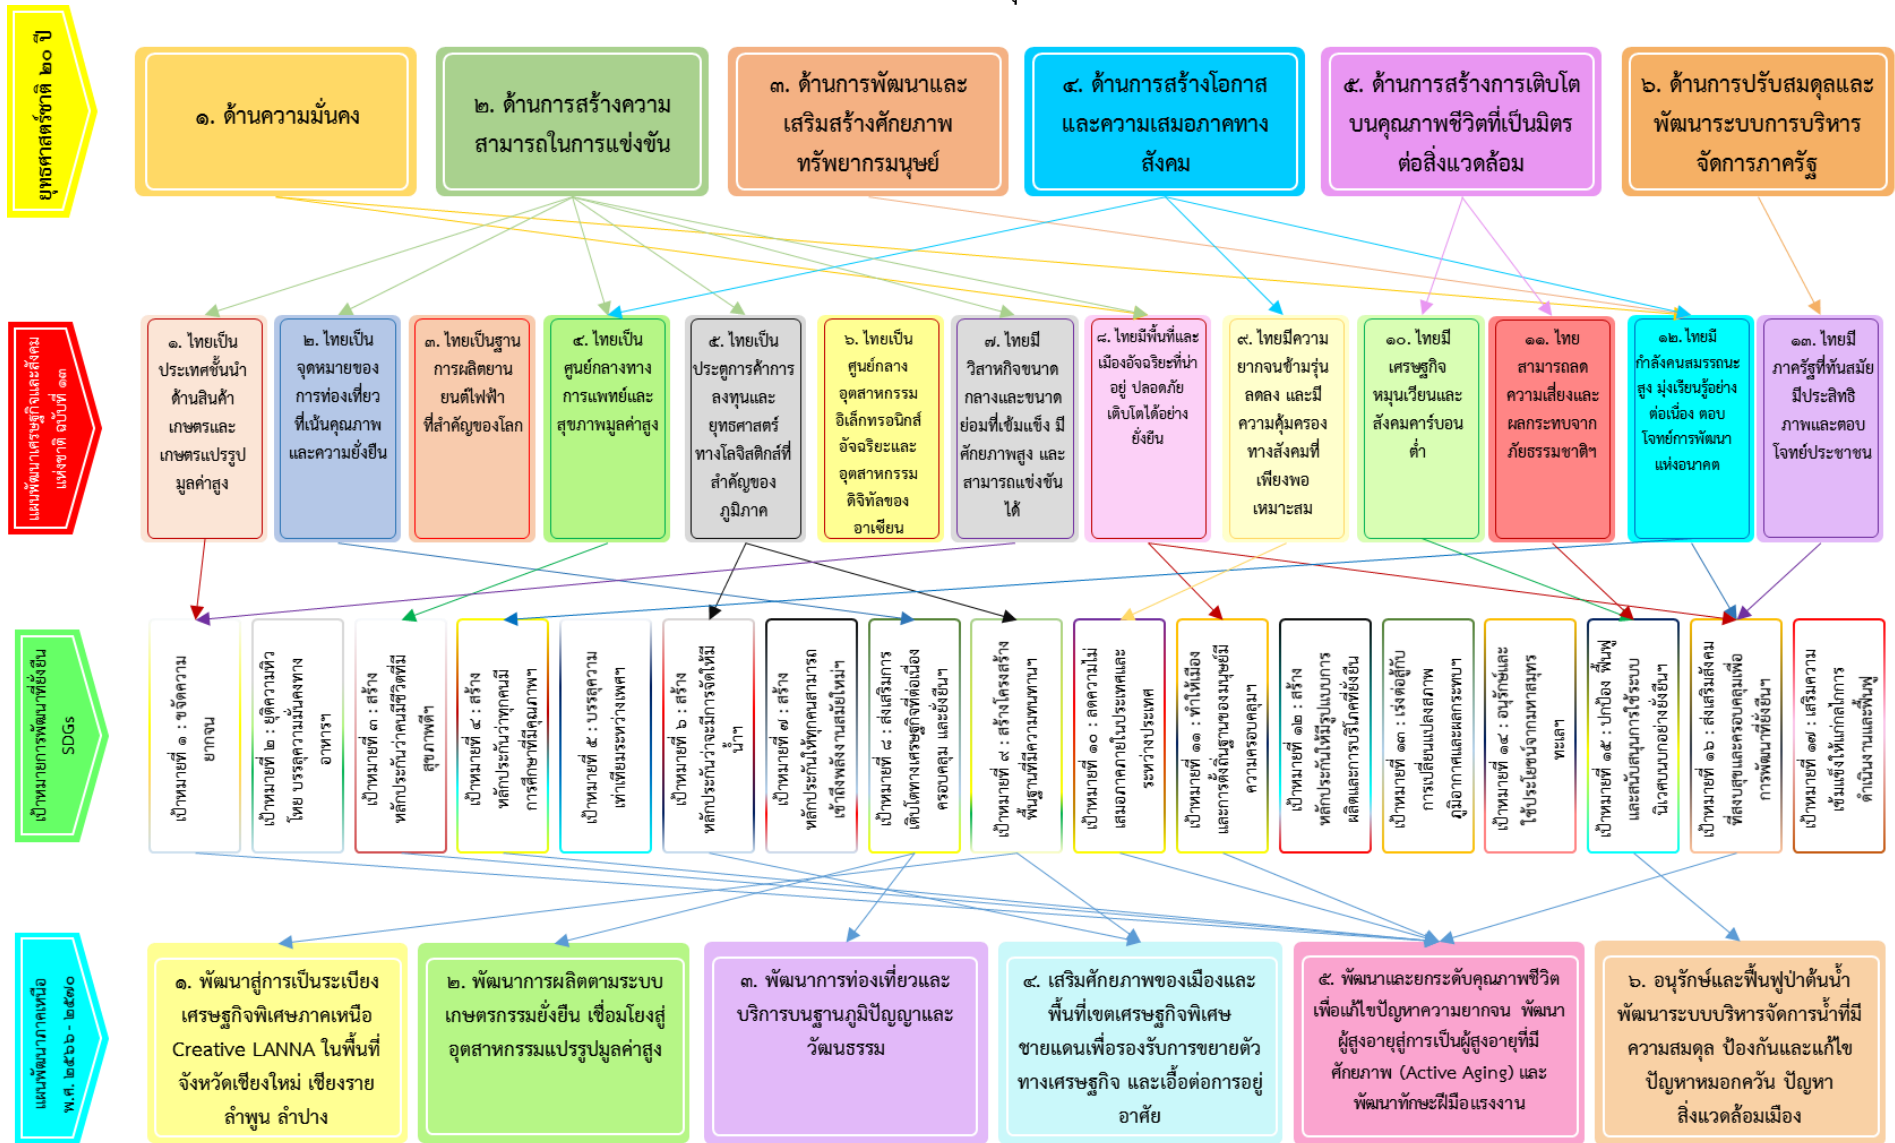 ยุทธศาสตร์ชาติ ๒๐ ปี
๑. ด้านความมั่นคง
๒. ด้านการสร้างความ
สามารถในการแข่งขัน
๓. ด้านการพัฒนาและ
เสริมสร้างศักยภาพ
ทรัพยากรมนุษย์
๔. ด้านการสร้างโอกาส
และความเสมอภาคทาง
สังคม
๕. ด้านการสร้างการเติบโต
บนคุณภาพชีวิตที่เป็นมิตร
ต่อสิ่งแวดล้อม
๖. ด้านการปรับสมดุลและ
พัฒนาระบบการบริหาร
จัดการภาครัฐ
แผนพัฒนาเศรษฐกิจและสังคม
แห่งชาติ ฉบับที่ ๑๓
๑. ไทยเป็น
ประเทศชั้นนำ
ด้านสินค้า
เกษตรและ
เกษตรแปรรูป
มูลค่าสูง
๒. ไทยเป็น
จุดหมายของ
การท่องเที่ยว
ที่เน้นคุณภาพ
และความยั่งยืน
๓. ไทยเป็นฐาน
การผลิตยาน
ยนต์ไฟฟ้า
ที่สำคัญของโลก
๔. ไทยเป็น
ศูนย์กลางทาง
การแพทย์และ
สุขภาพมูลค่าสูง
๕. ไทยเป็น
ประตูการค้าการ
ลงทุนและ
ยุทธศาสตร์
ทางโลจิสติกส์ที่
สำคัญของ
ภูมิภาค
๖. ไทยเป็น
ศูนย์กลาง
อุตสาหกรรม
อิเล็กทรอนิกส์
อัจฉริยะและ
อุตสาหกรรม
ดิจิทัลของ
อาเซียน
๗. ไทยมี
วิสาหกิจขนาด
กลางและขนาด
ย่อมที่เข้มแข็ง มี
ศักยภาพสูง และ
สามารถแข่งขัน
ได้
๘. ไทยมีพื้นที่และ
เมืองอัจฉริยะที่น่า
อยู่ ปลอดภัย
เติบโตได้อย่าง
ยั่งยืน
๙. ไทยมีความ
ยากจนข้ามรุ่น
ลดลง และมี
ความคุ้มครอง
ทางสังคมที่
เพียงพอ
เหมาะสม
๑๐. ไทยมี
เศรษฐกิจ
หมุนเวียนและ
สังคมคาร์บอน
ต่ำ
๑๑. ไทย
สามารถลด
ความเสี่ยงและ
ผลกระทบจาก
ภัยธรรมชาติฯ
๑๒. ไทยมี
กำลังคนสมรรถนะ
สูง มุ่งเรียนรู้อย่าง
ต่อเนื่อง ตอบ
โจทย์การพัฒนา
แห่งอนาคต
๑๓. ไทยมี
ภาครัฐที่ทันสมัย
มีประสิทธิ
ภาพและตอบ
โจทย์ประชาชน
เป้าหมายการพัฒนาที่ยั่งยืน
SDGs
เป้าหมายที่ ๑ : ขจัดความ
ยากจน
เป้าหมายที่ ๒ : ยุติความหิว
โหย บรรลุความมั่นคงทาง
อาหารฯ
เป้าหมายที่ ๓ : สร้าง
หลักประกันว่าคนมีชีวิตที่มี
สุขภาพดีฯ
เป้าหมายที่ ๔ : สร้าง
หลักประกันว่าทุกคนมี
การศึกษาที่มีคุณภาพฯ
เป้าหมายที่ ๕ : บรรลุความ
เท่าเทียมระหว่างเพศฯ
เป้าหมายที่ ๖ : สร้าง
หลักประกันว่าจะมีการจัดให้มี
น้ำฯ
เป้าหมายที่ ๗ : สร้าง
หลักประกันให้ทุกคนสามารถ
เข้าถึงพลังงานสมัยใหม่ฯ
เป้าหมายที่ ๘ : ส่งเสริมการ
เติบโตทางเศรษฐกิจที่ต่อเนื่อง
ครอบคลุม และยั่งยืนฯ
เป้าหมายที่ ๙ : สร้างโครงสร้าง
พื้นฐานที่มีความทนทานฯ
เป้าหมายที่ ๑๐ : ลดความไม่
เสมอภาคภายในประเทศและ
ระหว่างประเทศ
เป้าหมายที่ ๑๑ : ทำให้เมือง
และการตั้งถิ่นฐานของมนุษย์มี
ความครอบคลุมฯ
เป้าหมายที่ ๑๒ : สร้าง
หลักประกันให้มีรูปแบบการ
ผลิตและการบริโภคที่ยั่งยืน
เป้าหมายที่ ๑๓ : เร่งต่อสู้กับ
การเปลี่ยนแปลงสภาพ
ภูมิอากาศและผลกระทบฯ
เป้าหมายที่ ๑๔ : อนุรักษ์และ
ใช้ประโยชน์จากมหาสมุทร
ทะเลฯ
เป้าหมายที่ ๑๕ : ปกป้อง ฟื้นฟู
และสนับสนุนการใช้ระบบ
นิเวศบนบกอย่างยั่งยืนฯ
เป้าหมายที่ ๑๖ : ส่งเสริมสังคม
ที่สงบสุขและครอบคลุมเพื่อ
การพัฒนาที่ยั่งยืนฯ
เป้าหมายที่ ๑๗ : เสริมความ
เข้มแข็งให้แก่กลไกการ
ดำเนินงานและฟื้นฟู
แผนพัฒนาภาคเหนือ
พ.ศ. ๒๕๖๖ - ๒๕๗๐
๑. พัฒนาสู่การเป็นระเบียง
เศรษฐกิจพิเศษภาคเหนือ
Creative LANNA ในพื้นที่
จังหวัดเชียงใหม่ เชียงราย
ลำพูน ลำปาง
๒. พัฒนาการผลิตตามระบบ
เกษตรกรรมยั่งยืน เชื่อมโยงสู่
อุตสาหกรรมแปรรูปมูลค่าสูง
๓. พัฒนาการท่องเที่ยวและ
บริการบนฐานภูมิปัญญาและ
วัฒนธรรม
๔. เสริมศักยภาพของเมืองและ
พื้นที่เขตเศรษฐกิจพิเศษ
ชายแดนเพื่อรองรับการขยายตัว
ทางเศรษฐกิจ และเอื้อต่อการอยู่
อาศัย
๕. พัฒนาและยกระดับคุณภาพชีวิต
เพื่อแก้ไขปัญหาความยากจน พัฒนา
ผู้สูงอายุสู่การเป็นผู้สูงอายุที่มี
ศักยภาพ (Active Aging) และ
พัฒนาทักษะฝีมือแรงงาน
๖. อนุรักษ์และฟื้นฟูป่าต้นน้ำ
พัฒนาระบบบริหารจัดการน้ำที่มี
ความสมดุล ป้องกันและแก้ไข
ปัญหาหมอกควัน ปัญหา
สิ่งแวดล้อมเมือง